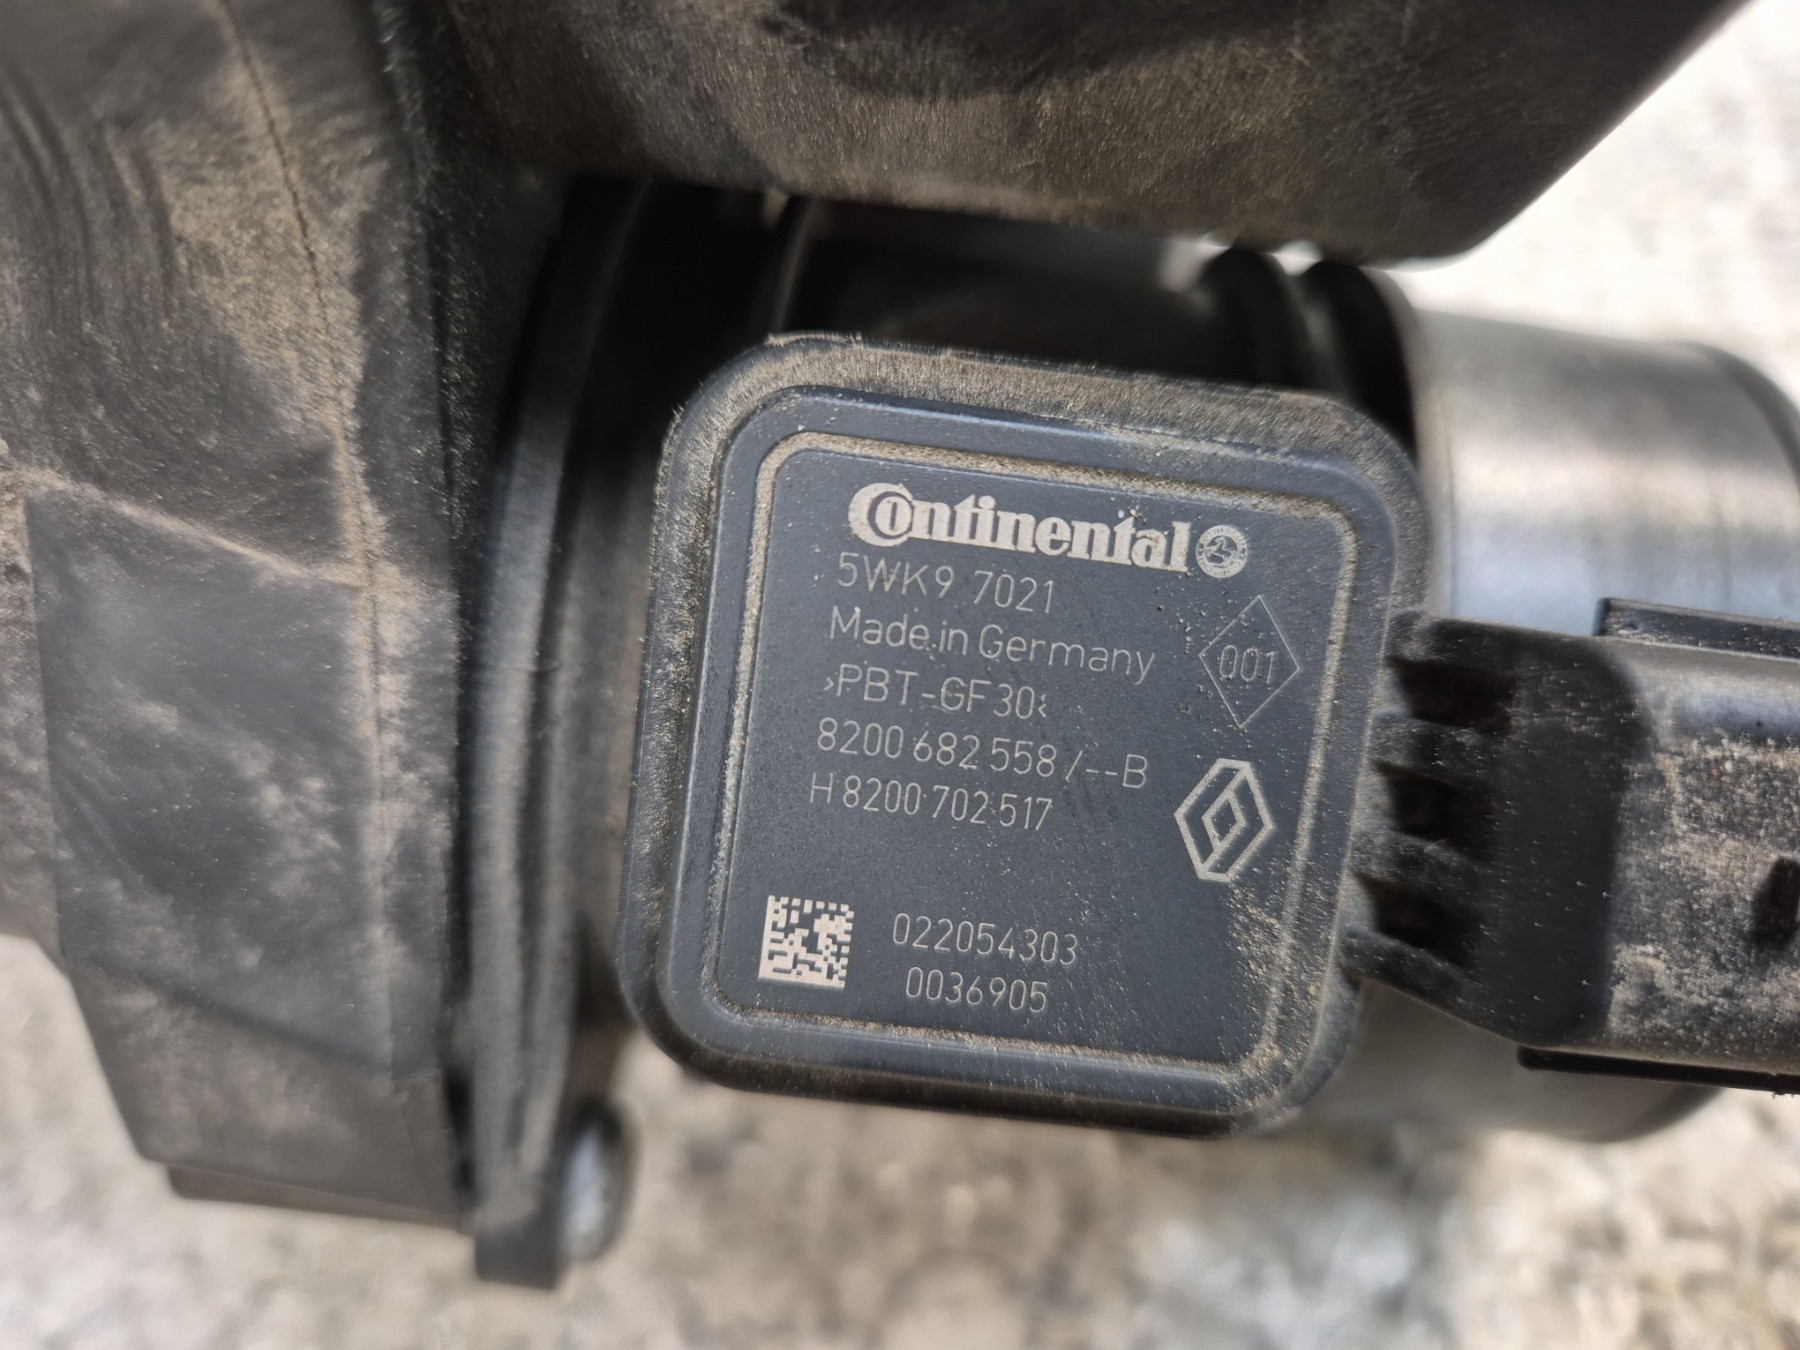 Continental
5WK9 7021
Made in Germany
001
>PBT-GF30<
8200 682 558 /--B
H 8200 702 517
022054303
0036905